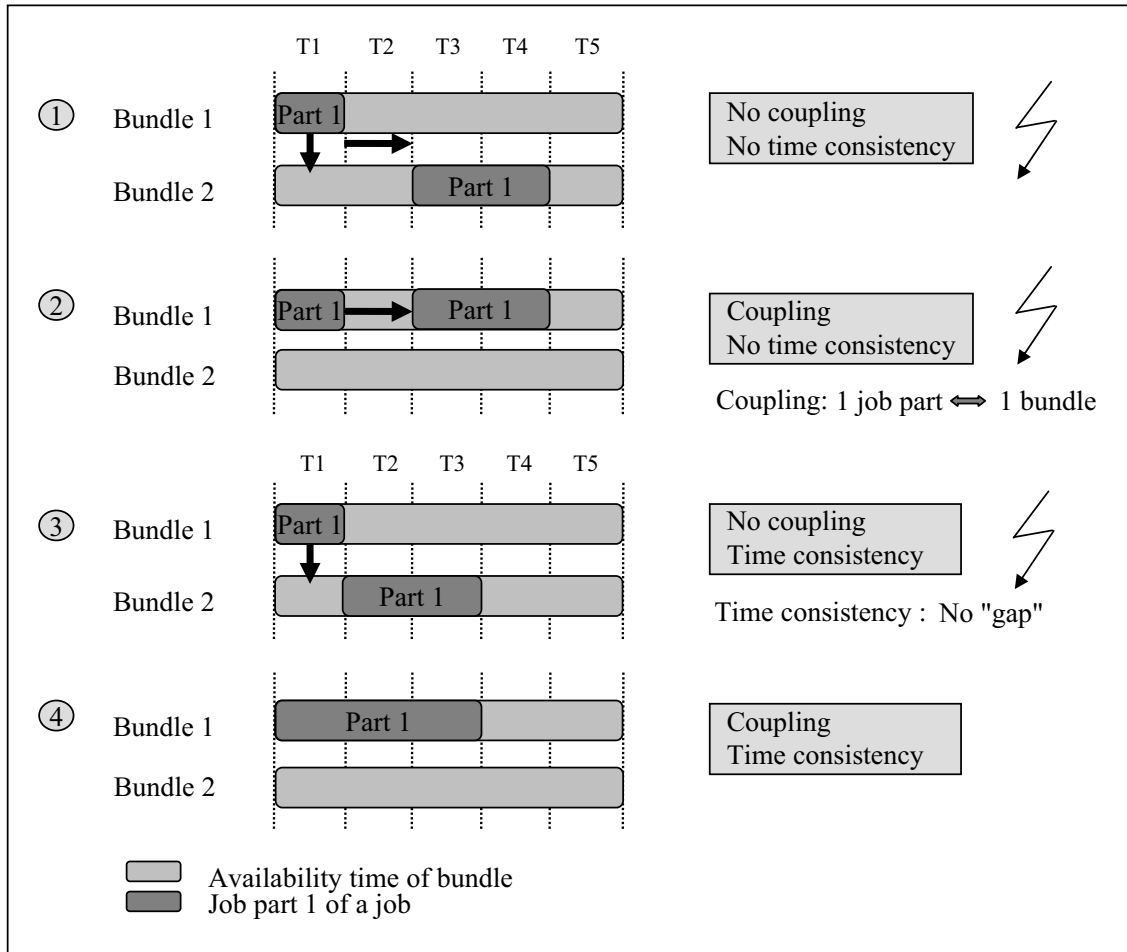 T1 T2 T3 T4 T5
1
Bundle 1
Part 1
No coupling
No time consistency
Bundle 2
Part 1
2
Bundle 1
Part 1
Part 1
Coupling
No time consistency
Bundle 2
Coupling: 1 job part 1 bundle
T1 T2 T3 T4 T5
3
Bundle 1
Part 1
No coupling
Time consistency
Bundle 2
Part 1
Time consistency : No "gap"
4
Bundle 1
Part 1
Coupling
Time consistency
Bundle 2
Availability time of bundle
Job part 1 of a job